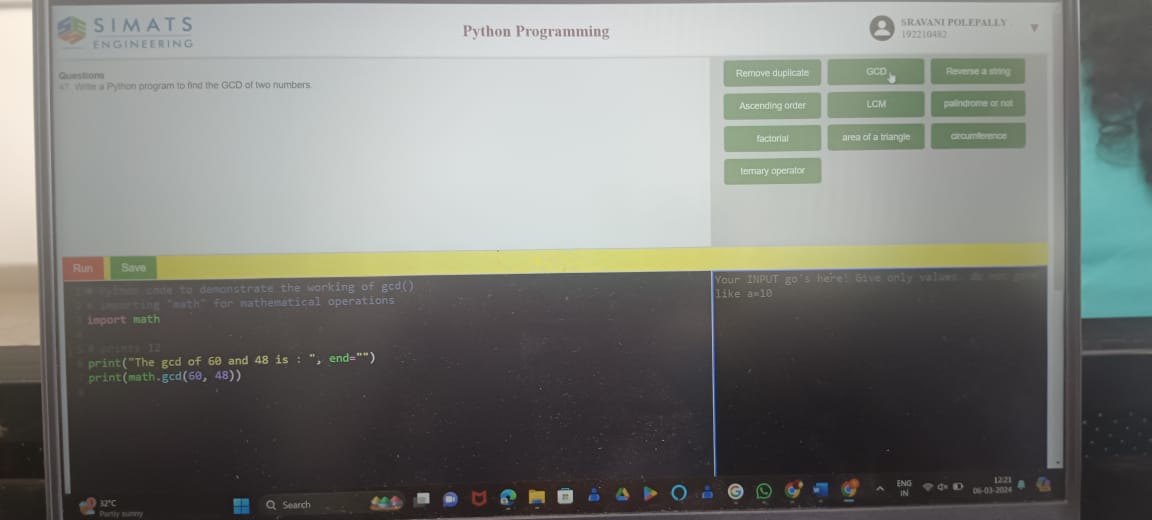 SIMATS
ENGINEERING
Python Programming
SRAVANI POLEPALLY
192210482
Questions
47. Write a Python program to find the GCD of two numbers.
Remove duplicate
GCD
Reverse a string
Ascending order
LCM
palindrome or not
factorial
area of a triangle
circumference
ternary operator
Run
Save
# Python code to demonstrate the working of gcd()
# importing "math" for mathematical operations
import math
# prints 12
print("The gcd of 60 and 48 is : ", end="")
print(math.gcd(60, 48))
Your INPUT go's here! Give only values, do not
like a=10
32°C
Partly sunny
Search
ENG
IN
12:21
06-03-2024